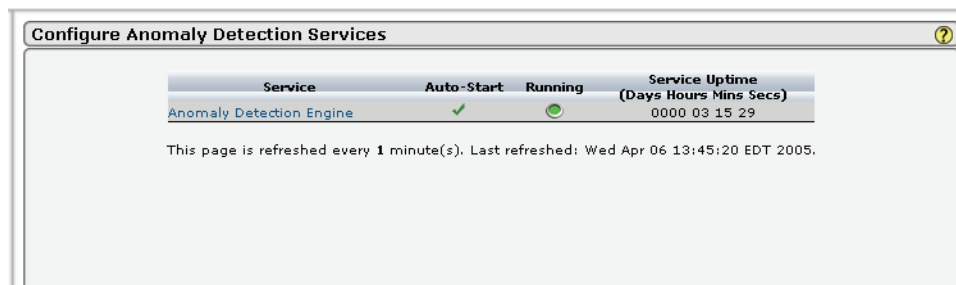 Configure Anomaly Detection Services
?
Service Auto-Start Running Service Uptime
(Days Hours Mins Secs)
Anomaly Detection Engine 0000 03 15 29
This page is refreshed every 1 minute(s). Last refreshed: Wed Apr 06 13:45:20 EDT 2005.